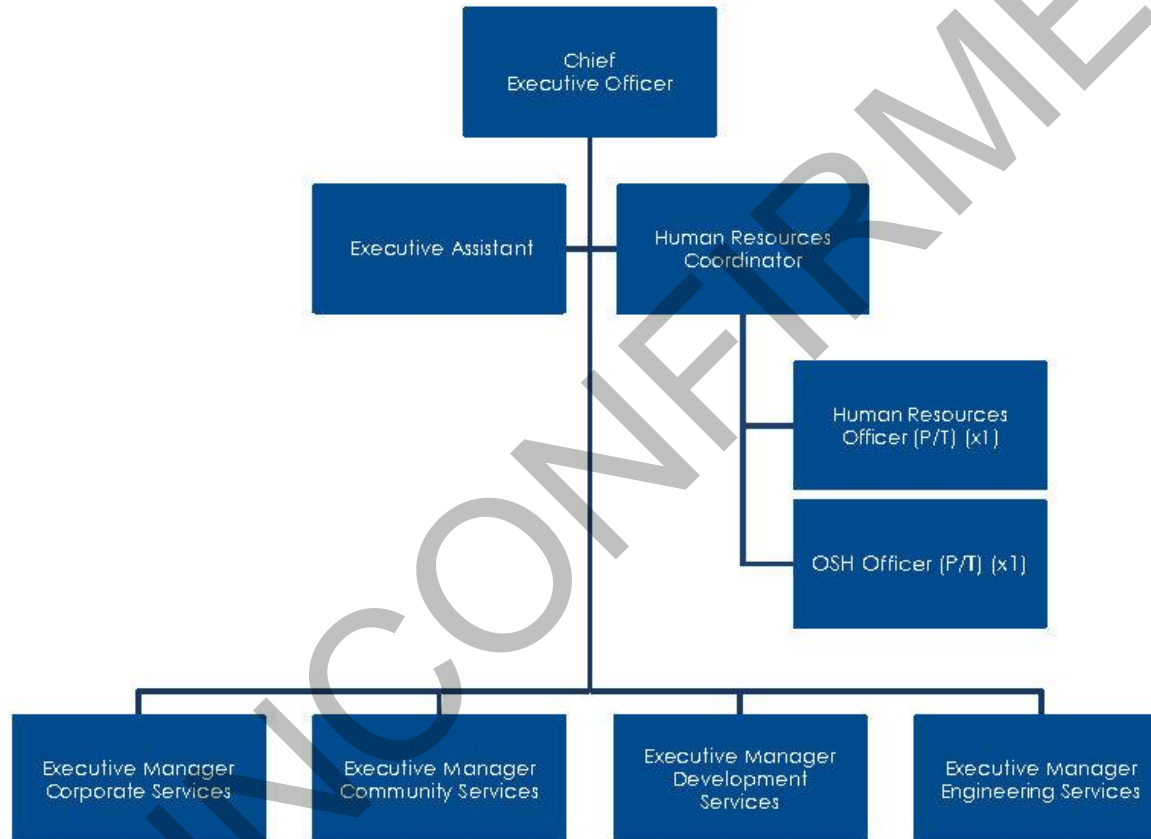 Chief
Executive Officer
Executive Assistant
Human Resources
Coordinator
Human Resources
Officer (P/T) (x1)
OSH Officer (P/T) (x1)
Executive Manager
Corporate Services
Executive Manager
Community Services
Executive Manager
Development
Services
Executive Manager
Engineering Services
UNCONFIRME